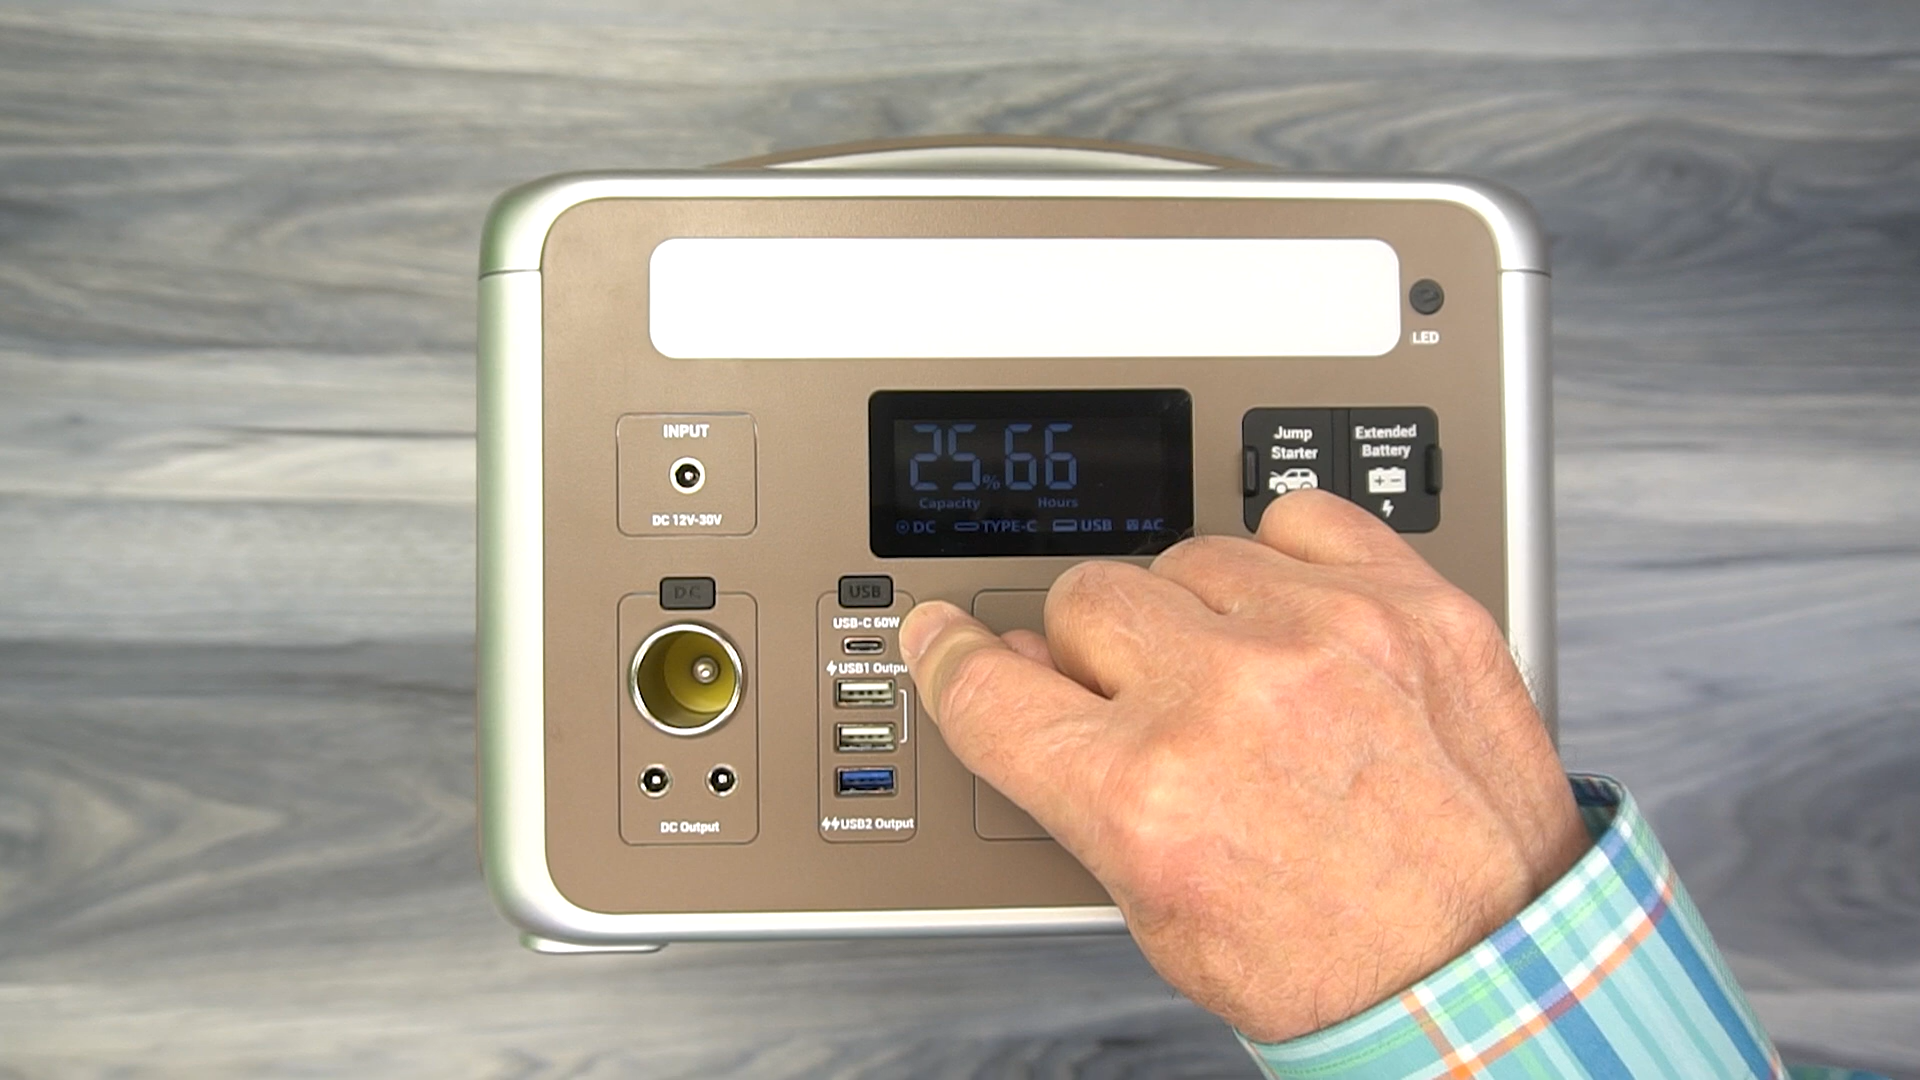 LED
INPUT
DC 12V-30V
25% 66
Capacity Hours
DC TYPE-C USB AC
Jump
Starter
Extended
Battery
DC
DC Output
USB
USB-C 60W
USB1 Outpu
USB2 Output